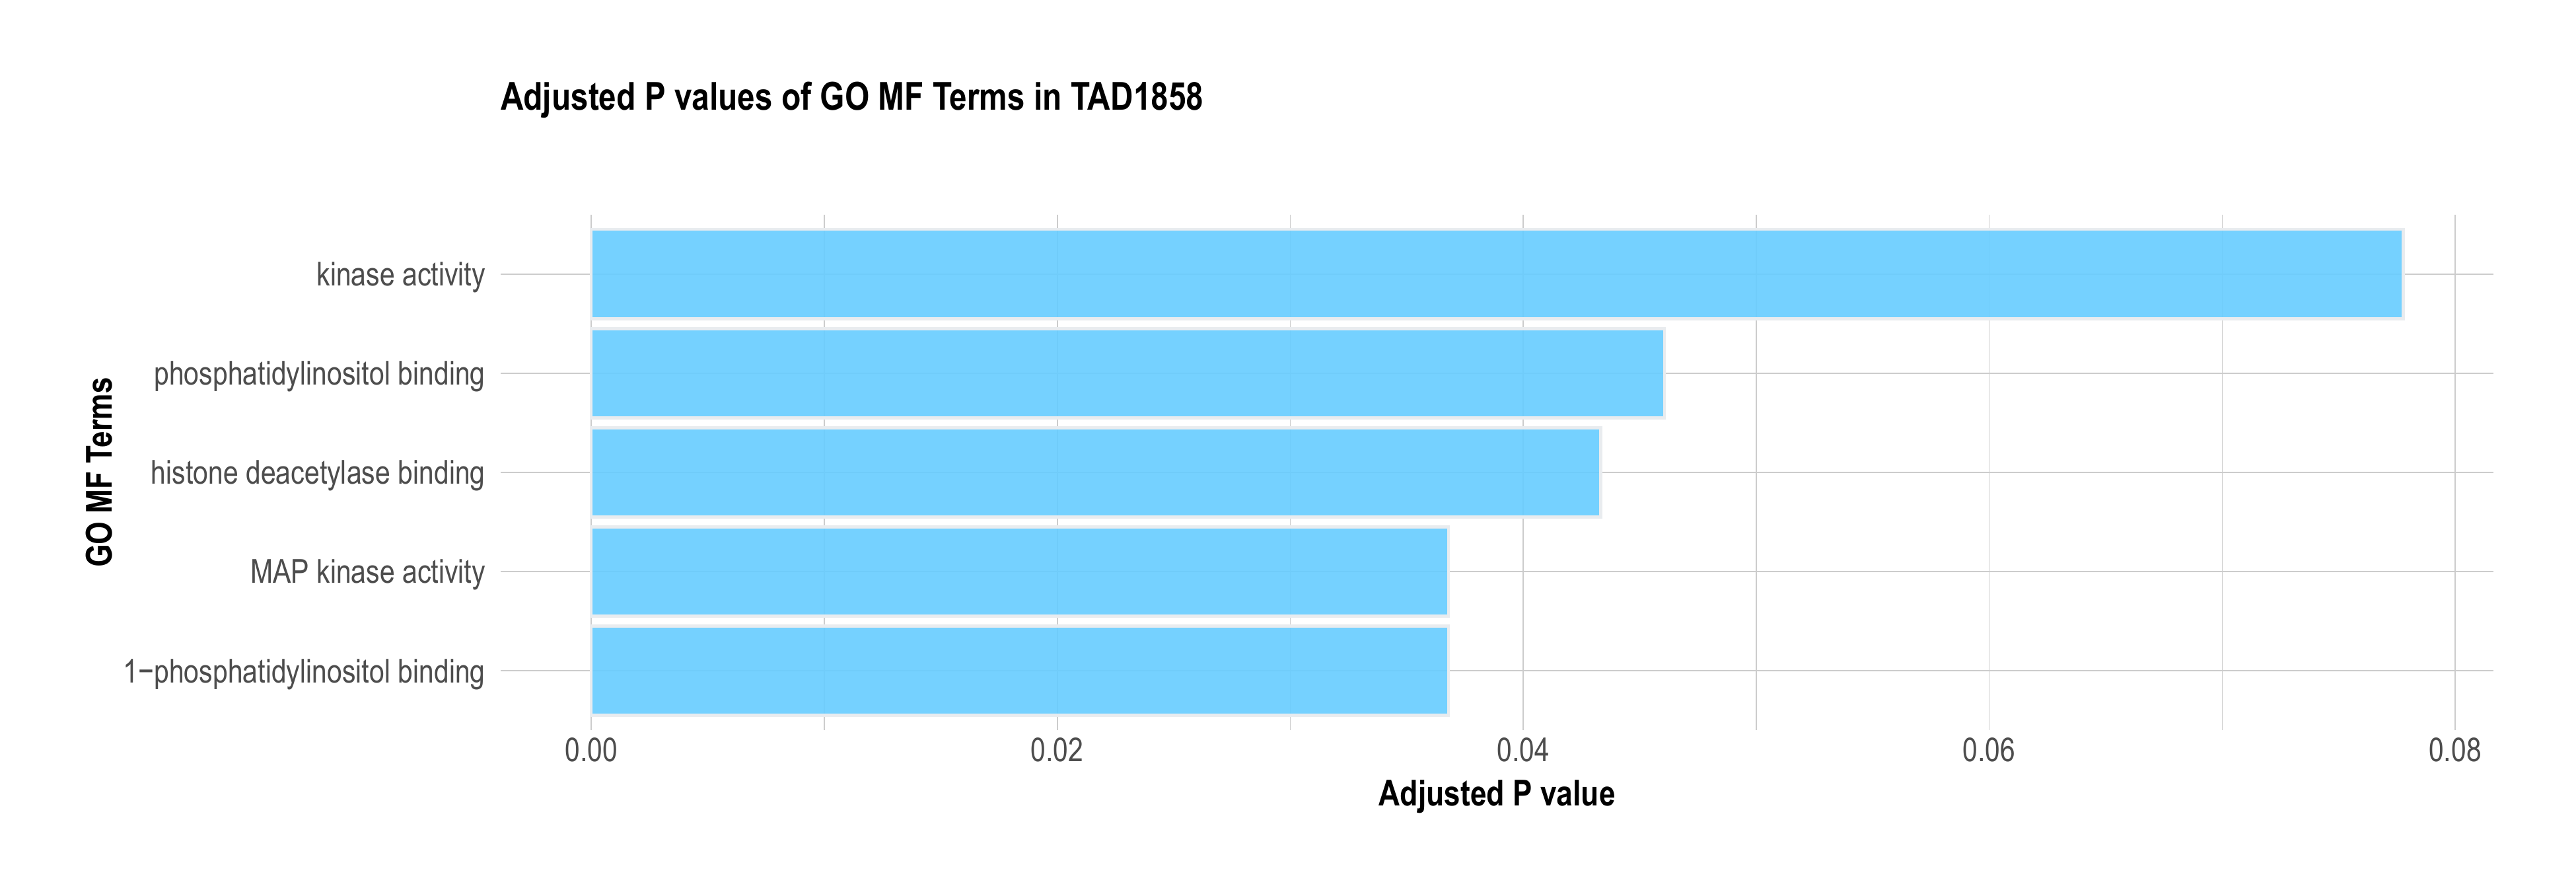 Adjusted P values of GO MF Terms in TAD1858
GO MF Terms
kinase activity
phosphatidylinositol binding
histone deacetylase binding
MAP kinase activity
1−phosphatidylinositol binding
0.00 0.02 0.04 0.06 0.08
Adjusted P value